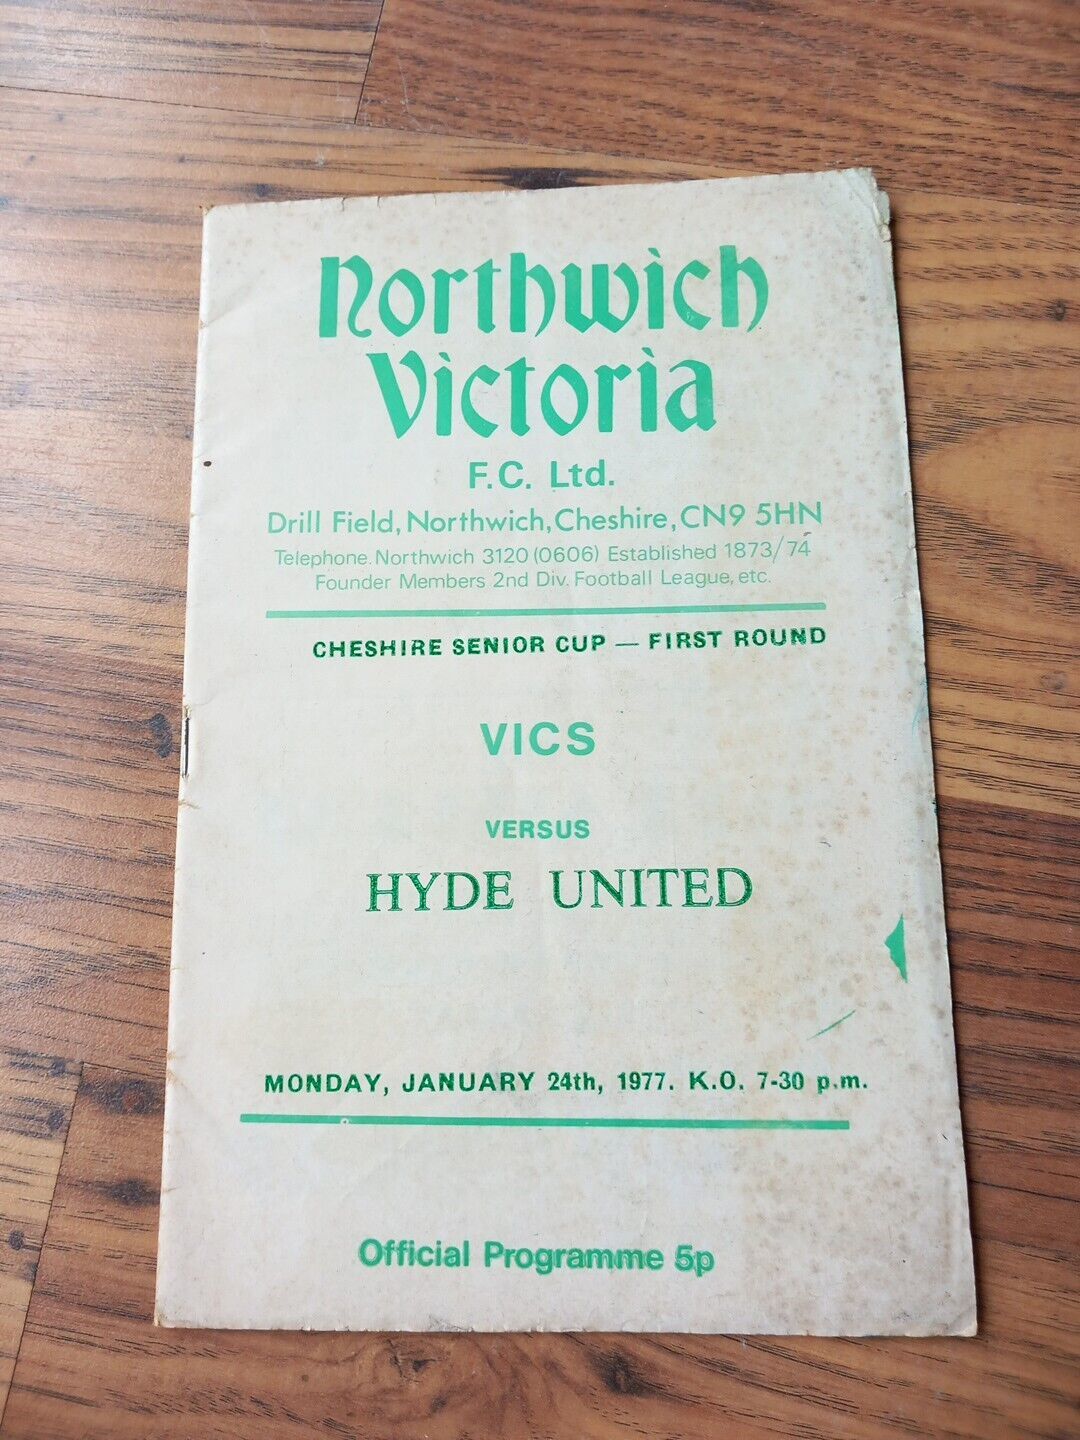 Northwich
Victoria
F.C. Ltd.
Drill Field, Northwich, Cheshire, CN9 5HN
Telephone. Northwich 3120 (0606) Established 1873/74
Founder Members 2nd Div. Football League, etc.
CHESHIRE SENIOR CUP — FIRST ROUND
VICS
VERSUS
HYDE UNITED
MONDAY, JANUARY 24th, 1977. K.O. 7-30 p.m.
Official Programme 5p